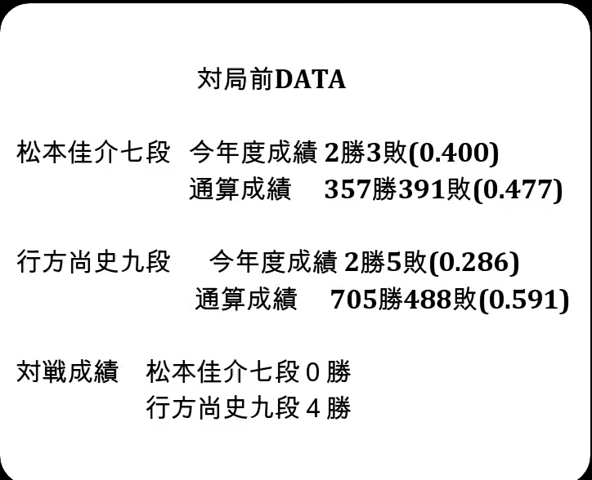 対局前DATA
松本佳介七段 今年度成績 2勝3敗(0.400)
通算成績 357勝391敗(0.477)
行方尚史九段 今年度成績 2勝5敗(0.286)
通算成績 705勝488敗(0.591)
対戦成績 松本佳介七段０勝
行方尚史九段４勝